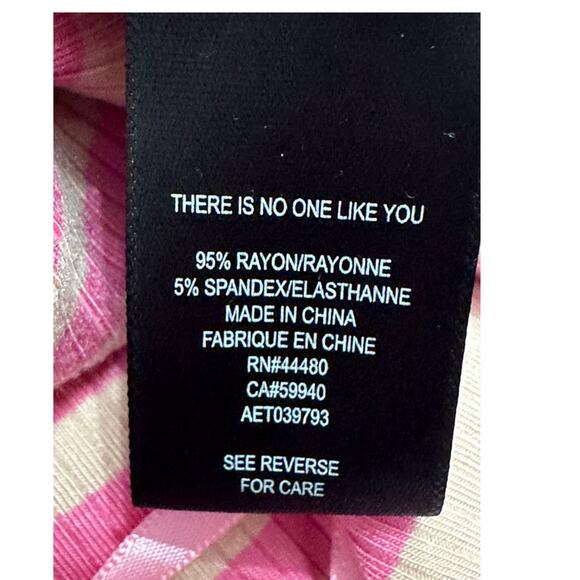 THERE IS NO ONE LIKE YOU
95% RAYON/RAYONNE
5% SPANDEX/ELASTHANNE
MADE IN CHINA
FABRIQUE EN CHINE
RN#44480
CA#59940
AET039793
SEE REVERSE
FOR CARE